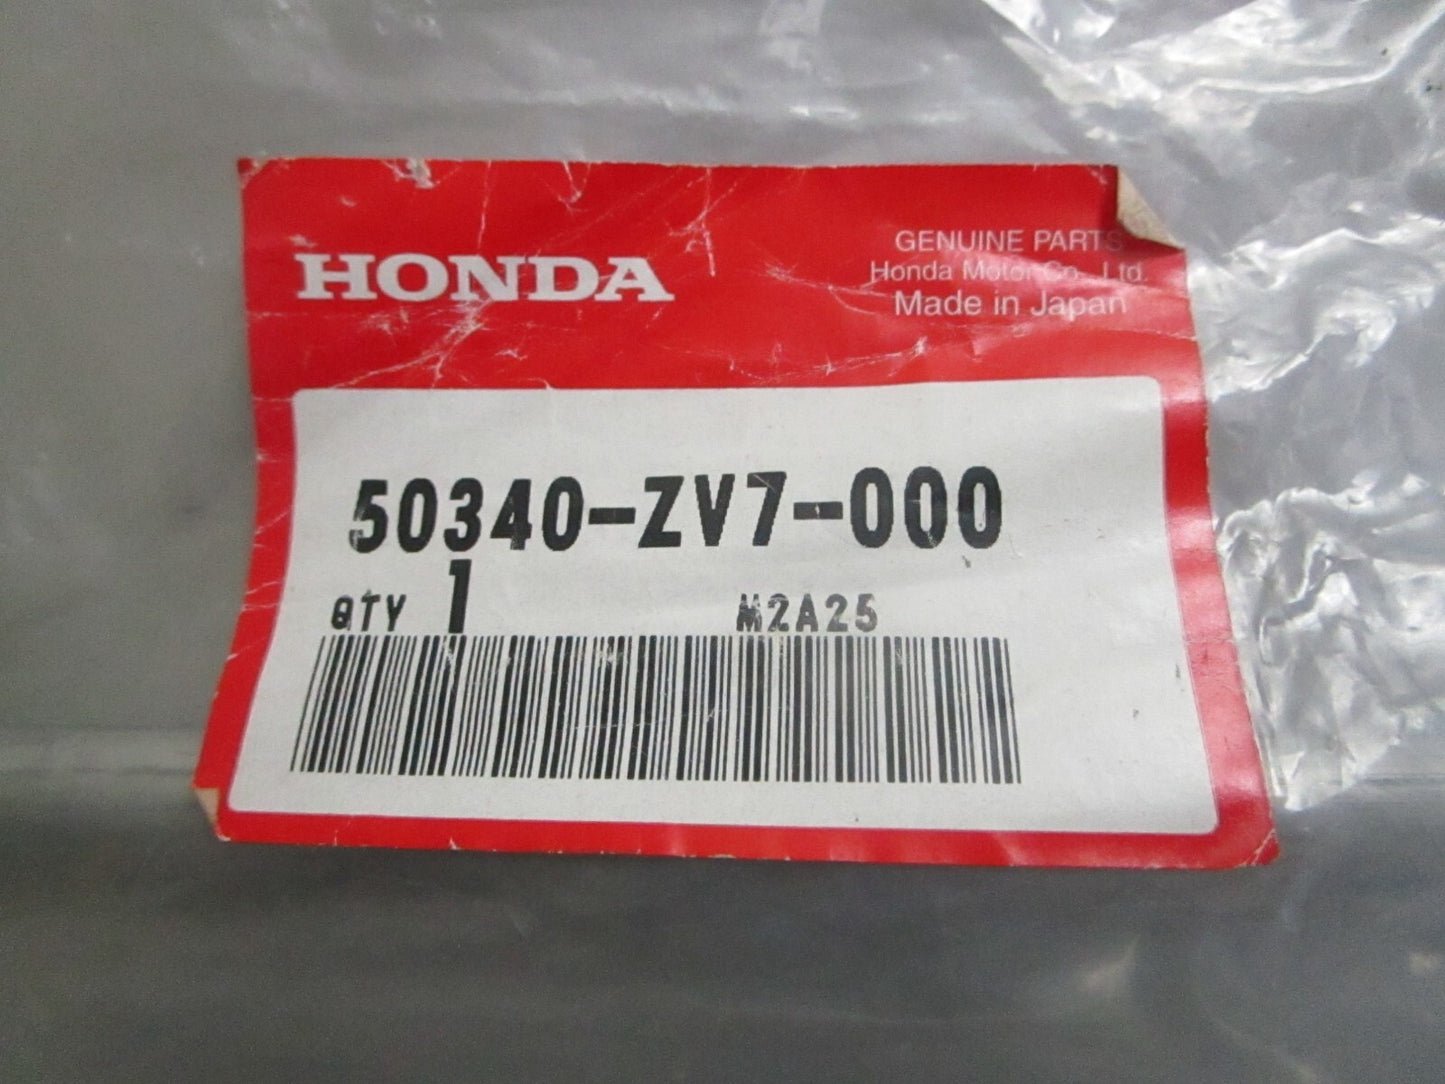 HONDA
GENUINE PARTS
Honda Motor Co., Ltd.
Made in Japan
50340-ZV7-000
QTY 1 M2A25